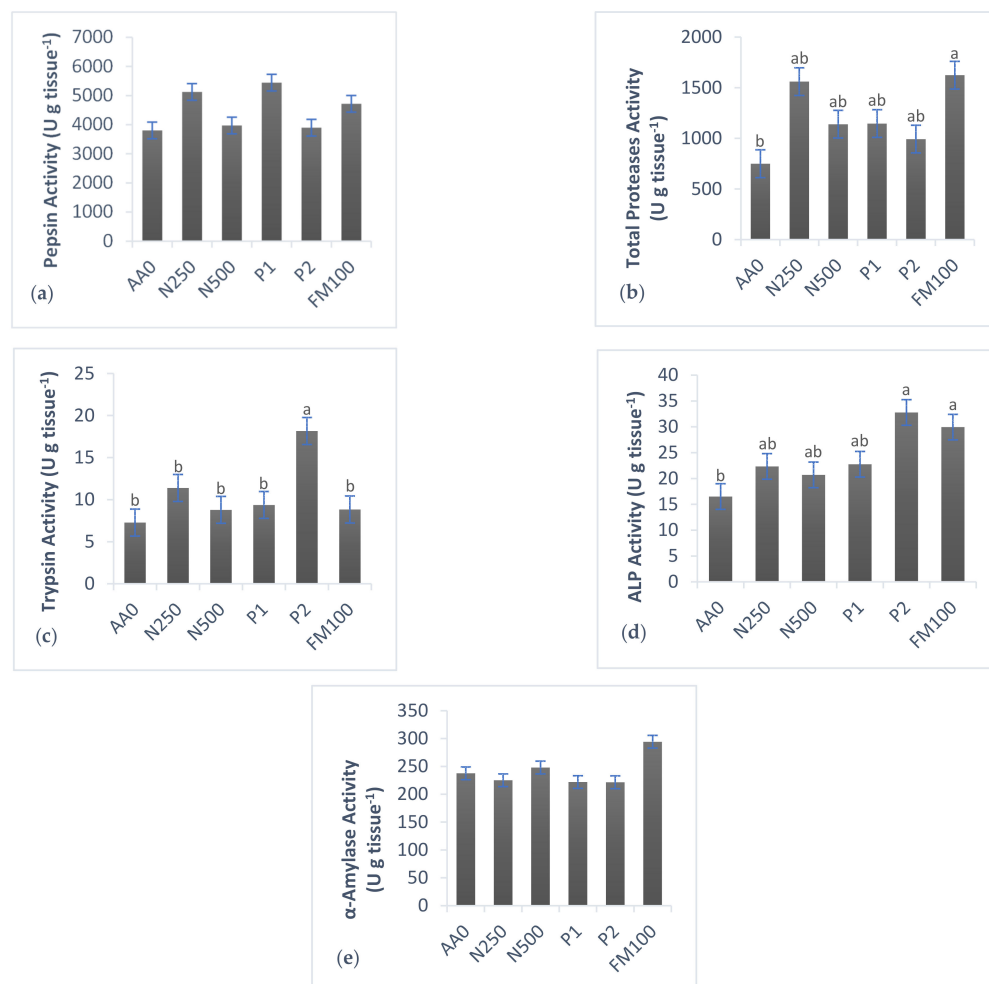 Pepsin Activity (U g tissue⁻¹)
7000
6000
5000
4000
3000
2000
1000
0
AA0 N250 N500 P1 P2 FM100
(a)
Total Proteases Activity
(U g tissue⁻¹)
2000
1500
1000
500
0
b ab ab ab ab a
AA0 N250 N500 P1 P2 FM100
(b)
Trypsin Activity (U g tissue⁻¹)
25
20
15
10
5
0
b b b b a b
AA0 N250 N500 P1 P2 FM100
(c)
ALP Activity (U g tissue⁻¹)
40
35
30
25
20
15
10
5
0
b ab ab ab a a
AA0 N250 N500 P1 P2 FM100
(d)
α-Amylase Activity
(U g tissue⁻¹)
350
300
250
200
150
100
50
0
AA0 N250 N500 P1 P2 FM100
(e)